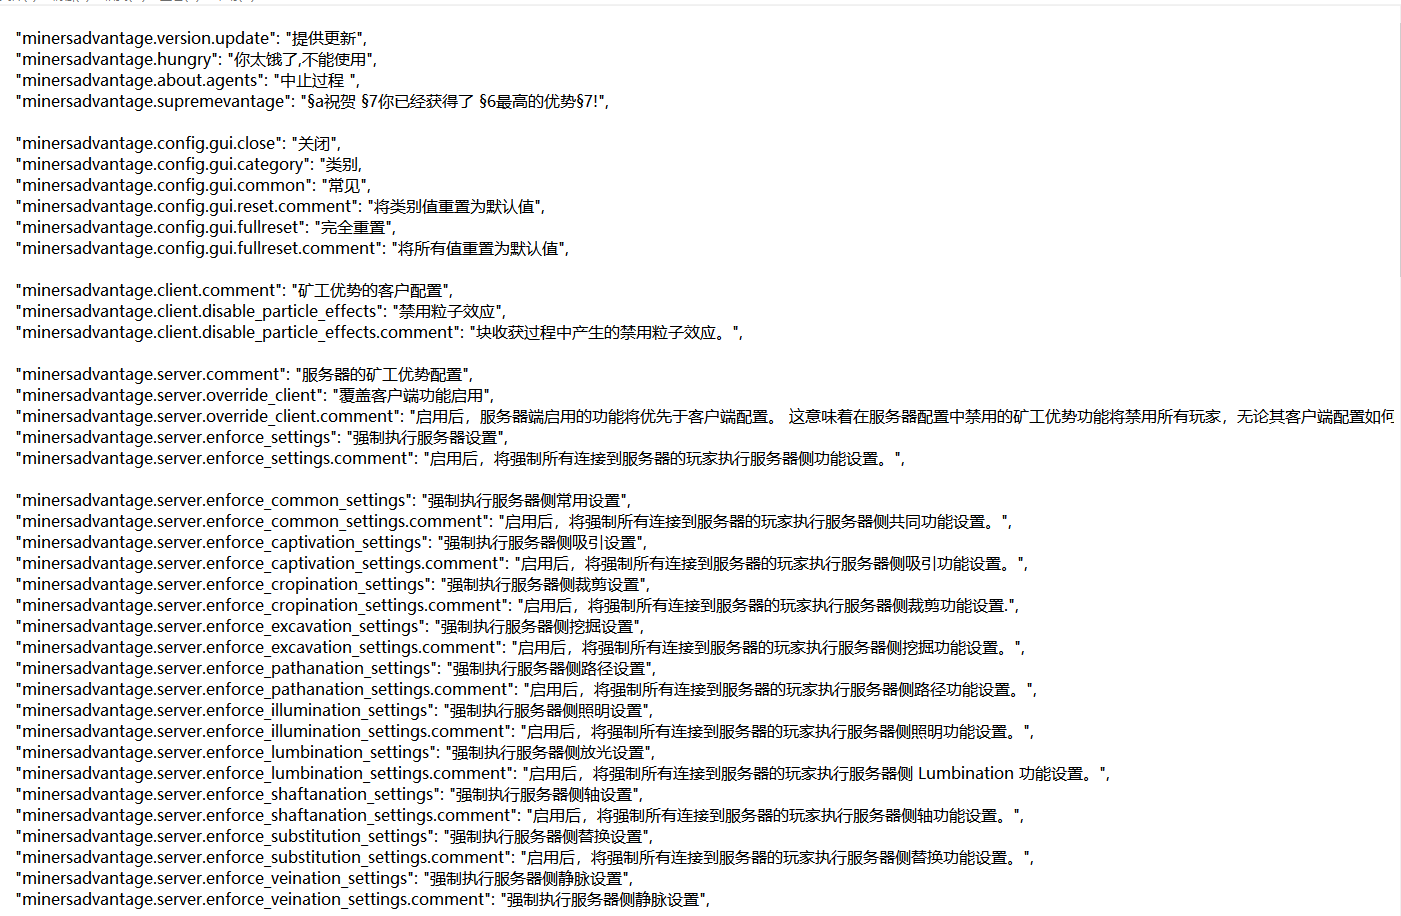 "minersadvantage.version.update": "提供更新",
"minersadvantage.hungry": "你太饿了,不能使用",
"minersadvantage.about.agents": "中止过程 ",
"minersadvantage.supremevantage": "§a祝贺 §7你已经获得了 §6最高的优势§7!",
"minersadvantage.config.gui.close": "关闭",
"minersadvantage.config.gui.category": "类别,
"minersadvantage.config.gui.common": "常见",
"minersadvantage.config.gui.reset.comment": "将类别值重置为默认值",
"minersadvantage.config.gui.fullreset": "完全重置",
"minersadvantage.config.gui.fullreset.comment": "将所有值重置为默认值",
"minersadvantage.client.comment": "矿工优势的客户配置",
"minersadvantage.client.disable_particle_effects": "禁用粒子效应",
"minersadvantage.client.disable_particle_effects.comment": "块收获过程中产生的禁用粒子效应。",
"minersadvantage.server.comment": "服务器的矿工优势配置",
"minersadvantage.server.override_client": "覆盖客户端功能启用",
"minersadvantage.server.override_client.comment": "启用后，服务器端启用的功能将优先于客户端配置。 这意味着在服务器配置中禁用的矿工优势功能将禁用所有玩家，无论其客户端配置如何
"minersadvantage.server.enforce_settings": "强制执行服务器设置",
"minersadvantage.server.enforce_settings.comment": "启用后，将强制所有连接到服务器的玩家执行服务器侧功能设置。",
"minersadvantage.server.enforce_common_settings": "强制执行服务器侧常用设置",
"minersadvantage.server.enforce_common_settings.comment": "启用后，将强制所有连接到服务器的玩家执行服务器侧共同功能设置。",
"minersadvantage.server.enforce_captivation_settings": "强制执行服务器侧吸引设置",
"minersadvantage.server.enforce_captivation_settings.comment": "启用后，将强制所有连接到服务器的玩家执行服务器侧吸引功能设置。",
"minersadvantage.server.enforce_cropination_settings": "强制执行服务器侧裁剪设置",
"minersadvantage.server.enforce_cropination_settings.comment": "启用后，将强制所有连接到服务器的玩家执行服务器侧裁剪功能设置.",
"minersadvantage.server.enforce_excavation_settings": "强制执行服务器侧挖掘设置",
"minersadvantage.server.enforce_excavation_settings.comment": "启用后，将强制所有连接到服务器的玩家执行服务器侧挖掘功能设置。",
"minersadvantage.server.enforce_pathanation_settings": "强制执行服务器侧路径设置",
"minersadvantage.server.enforce_pathanation_settings.comment": "启用后，将强制所有连接到服务器的玩家执行服务器侧路径功能设置。",
"minersadvantage.server.enforce_illumination_settings": "强制执行服务器侧照明设置",
"minersadvantage.server.enforce_illumination_settings.comment": "启用后，将强制所有连接到服务器的玩家执行服务器侧照明功能设置。",
"minersadvantage.server.enforce_lumbination_settings": "强制执行服务器侧放光设置",
"minersadvantage.server.enforce_lumbination_settings.comment": "启用后，将强制所有连接到服务器的玩家执行服务器侧 Lumbination 功能设置。",
"minersadvantage.server.enforce_shaftanation_settings": "强制执行服务器侧轴设置",
"minersadvantage.server.enforce_shaftanation_settings.comment": "启用后，将强制所有连接到服务器的玩家执行服务器侧轴功能设置。",
"minersadvantage.server.enforce_substitution_settings": "强制执行服务器侧替换设置",
"minersadvantage.server.enforce_substitution_settings.comment": "启用后，将强制所有连接到服务器的玩家执行服务器侧替换功能设置。",
"minersadvantage.server.enforce_veination_settings": "强制执行服务器侧静脉设置",
"minersadvantage.server.enforce_veination_settings.comment": "强制执行服务器侧静脉设置",